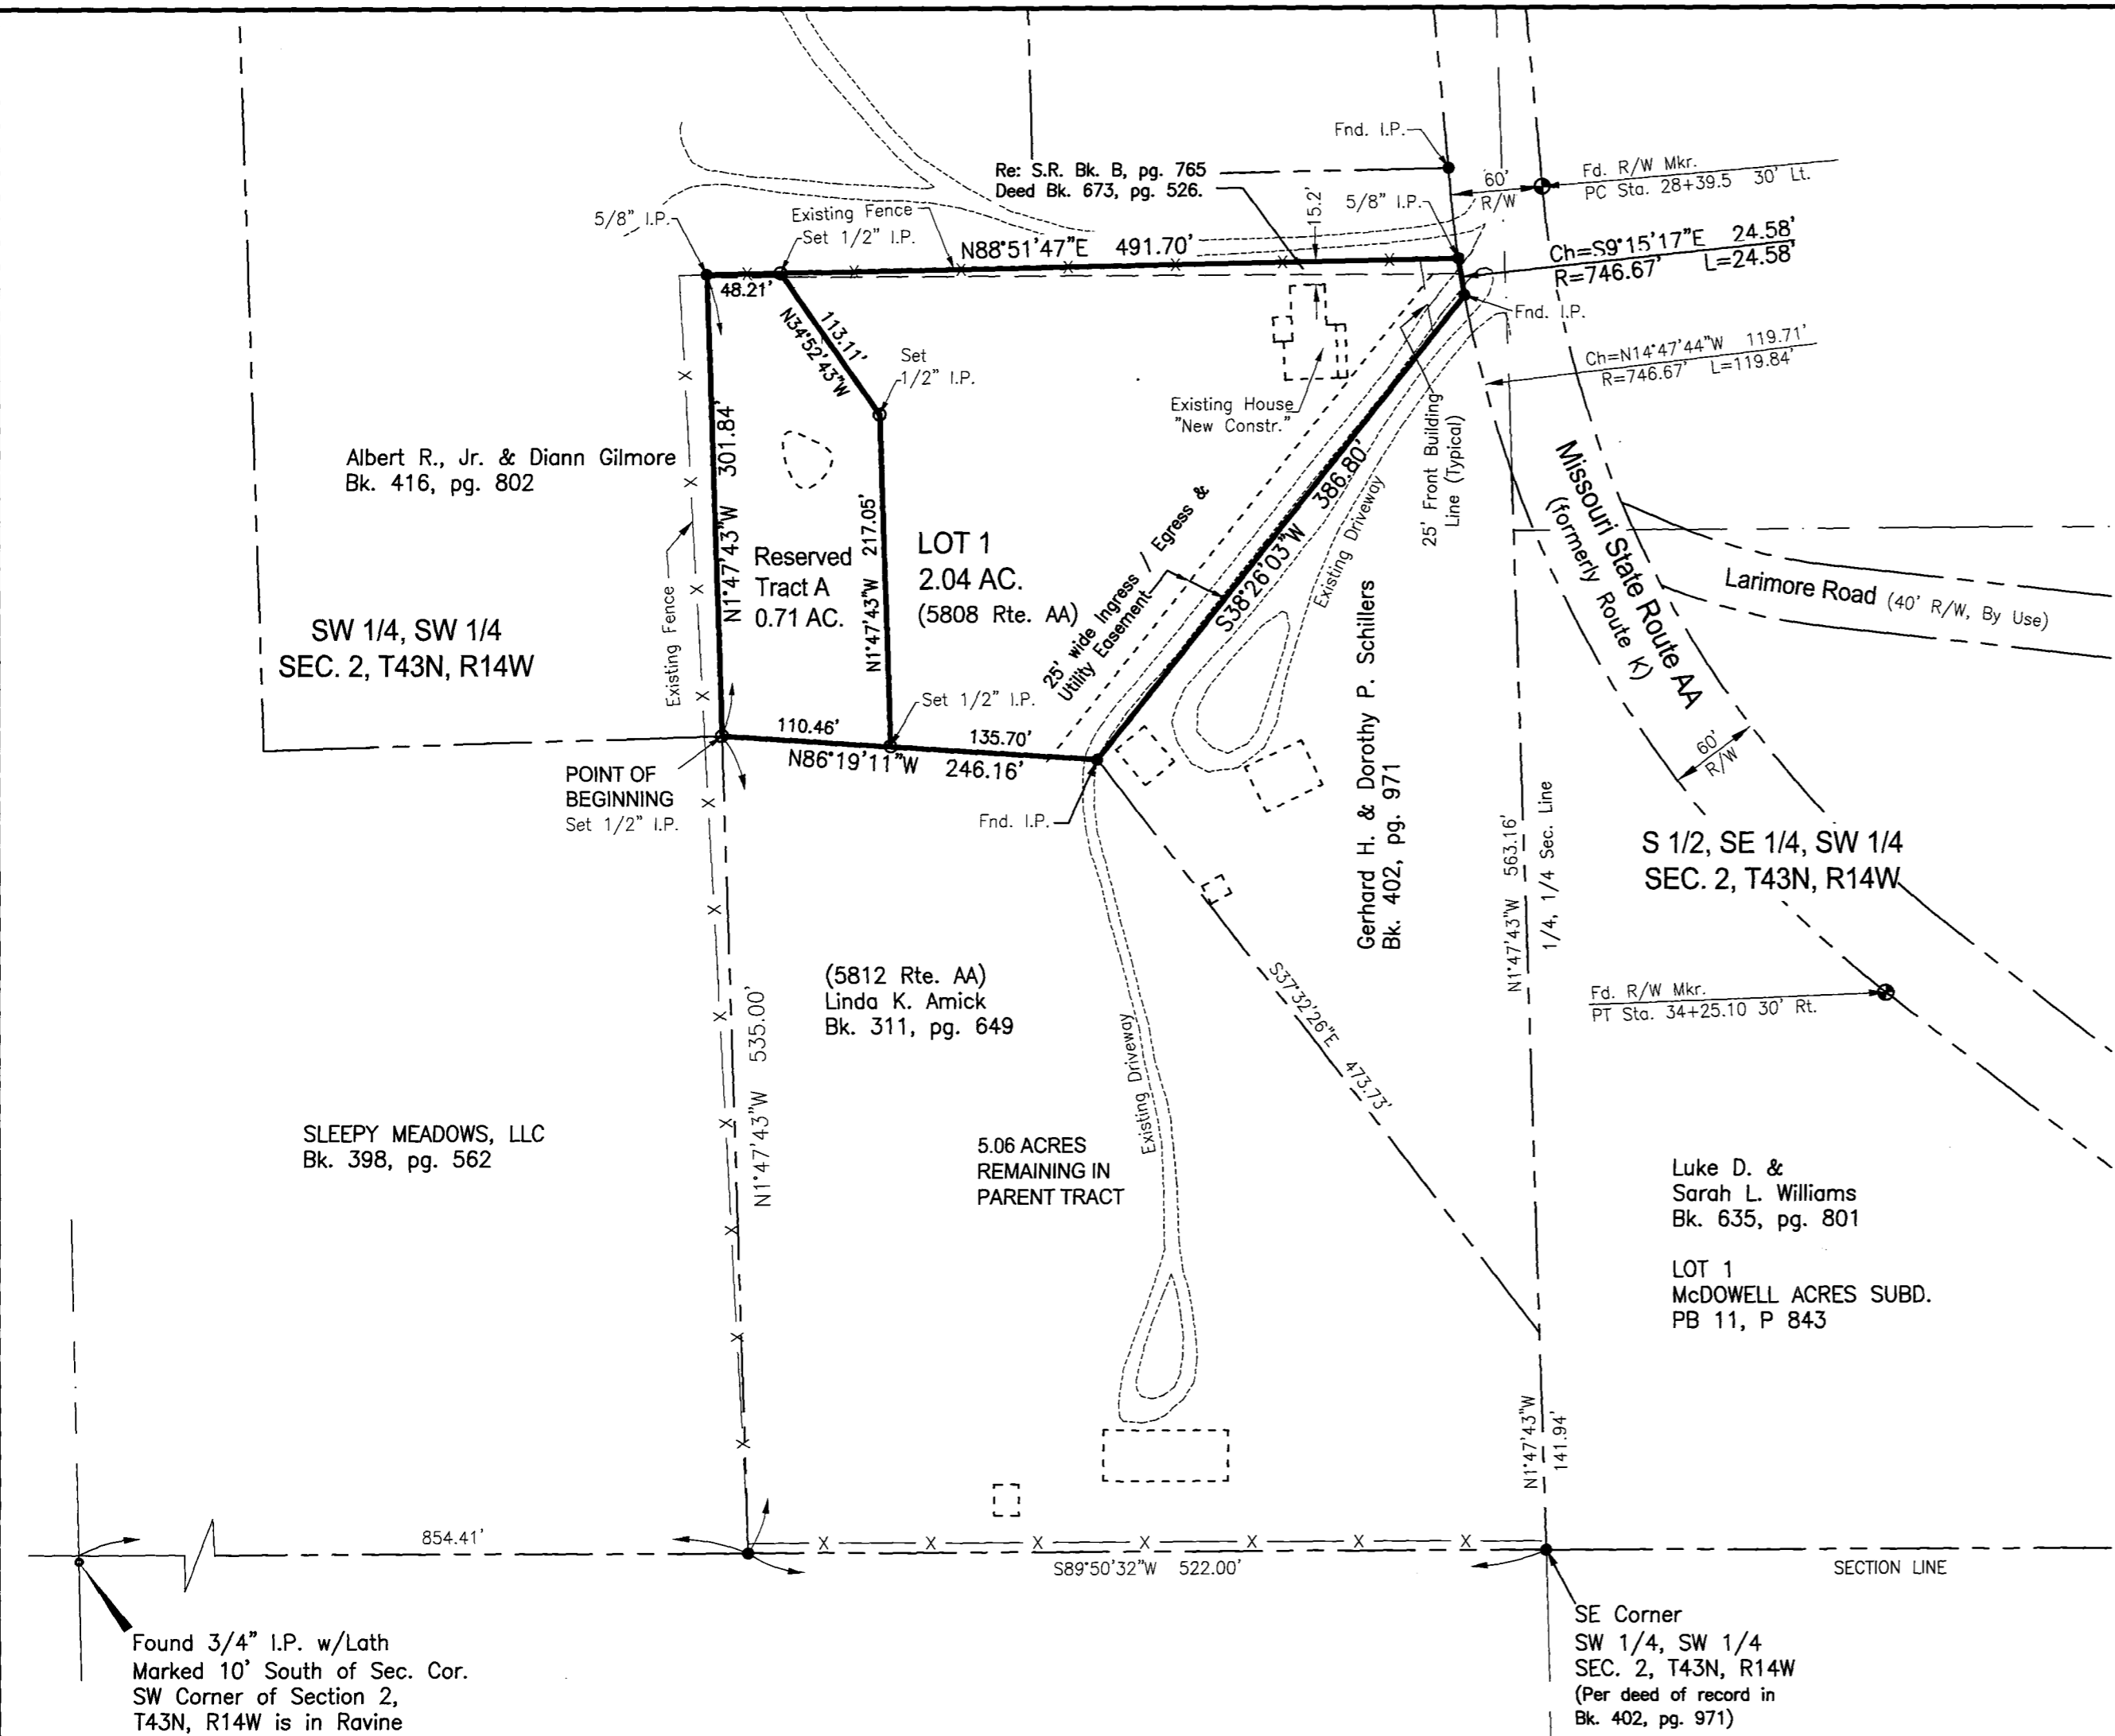 Fnd. I.P.
Re: S.R. Bk. B, pg. 765
Deed Bk. 673, pg. 526.
60'
R/W
Fd. R/W Mkr.
PC Sta. 28+39.5 30' Lt.
5/8" I.P.
Existing Fence
Set 1/2" I.P.
15.2'
5/8" I.P.
N88°51'47"E 491.70'
Ch=S9°15'17"E 24.58'
R=746.67' L=24.58'
48.21'
Fnd. I.P.
113.11'
N34°52'43"W
Set
1/2" I.P.
Ch=N14°47'44"W 119.71'
R=746.67' L=119.84'
Existing House
"New Constr."
25' Front Building
Line (Typical)
Albert R., Jr. & Diann Gilmore
Bk. 416, pg. 802
N1°47'43"W 301.84'
Existing Fence
Reserved
Tract A
0.71 AC.
N1°47'43"W 217.05'
LOT 1
2.04 AC.
(5808 Rte. AA)
25' wide Ingress / Egress &
Utility Easement
S38°26'03"W 386.80'
Existing Driveway
Missouri State Route AA
(formerly Route K)
Larimore Road (40' R/W, By Use)
SW 1/4, SW 1/4
SEC. 2, T43N, R14W
Gerhard H. & Dorothy P. Schillers
Bk. 402, pg. 971
Set 1/2" I.P.
110.46'
135.70'
N86°19'11"W 246.16'
60'
R/W
POINT OF
BEGINNING
Set 1/2" I.P.
Fnd. I.P.
N1°47'43"W 563.16'
1/4, 1/4 Sec. Line
S 1/2, SE 1/4, SW 1/4
SEC. 2, T43N, R14W
(5812 Rte. AA)
Linda K. Amick
Bk. 311, pg. 649
N1°47'43"W 535.00'
Existing Driveway
S37°32'26"E 473.73'
Fd. R/W Mkr.
PT Sta. 34+25.10 30' Rt.
SLEEPY MEADOWS, LLC
Bk. 398, pg. 562
5.06 ACRES
REMAINING IN
PARENT TRACT
Luke D. &
Sarah L. Williams
Bk. 635, pg. 801
LOT 1
McDOWELL ACRES SUBD.
PB 11, P 843
N1°47'43"W
141.94'
854.41'
S89°50'32"W 522.00'
SECTION LINE
Found 3/4" I.P. w/Lath
Marked 10' South of Sec. Cor.
SW Corner of Section 2,
T43N, R14W is in Ravine
SE Corner
SW 1/4, SW 1/4
SEC. 2, T43N, R14W
(Per deed of record in
Bk. 402, pg. 971)